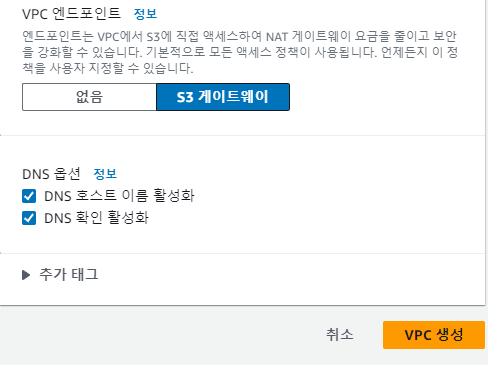 VPC 엔드포인트 정보
엔드포인트는 VPC에서 S3에 직접 액세스하여 NAT 게이트웨이 요금을 줄이고 보안
을 강화할 수 있습니다. 기본적으로 모든 액세스 정책이 사용됩니다. 언제든지 이 정
책을 사용자 지정할 수 있습니다.
없음 S3 게이트웨이
DNS 옵션 정보
DNS 호스트 이름 활성화
DNS 확인 활성화
추가 태그
취소 VPC 생성